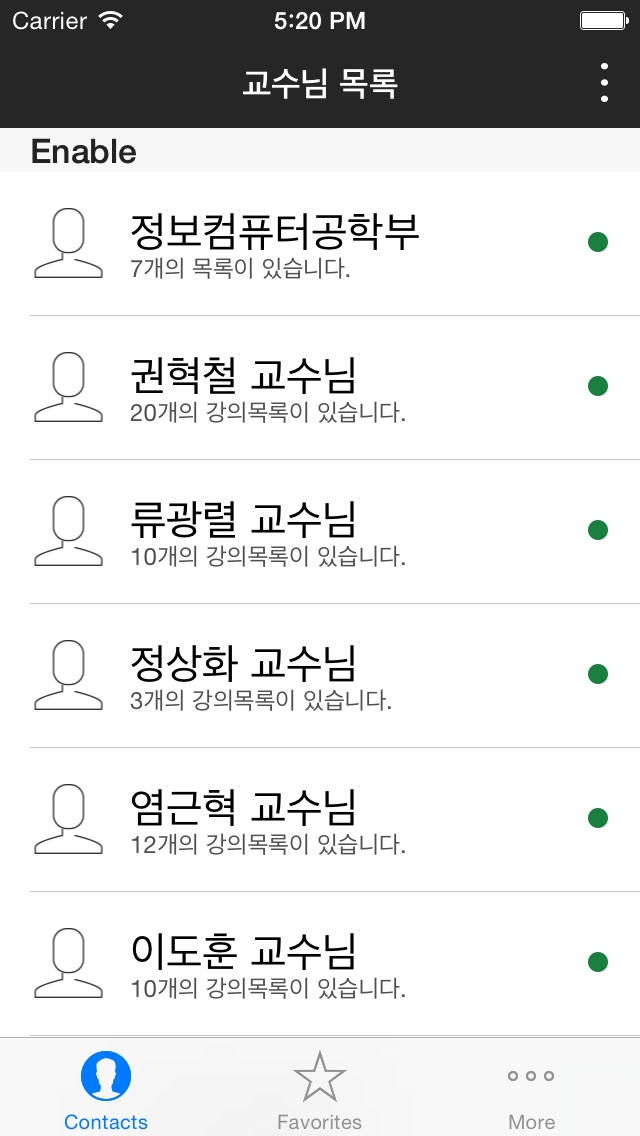 Carrier 5:20 PM
교수님 목록
Enable
정보컴퓨터공학부
7개의 목록이 있습니다.
권혁철 교수님
20개의 강의목록이 있습니다.
류광렬 교수님
10개의 강의목록이 있습니다.
정상화 교수님
3개의 강의목록이 있습니다.
염근혁 교수님
12개의 강의목록이 있습니다.
이도훈 교수님
10개의 강의목록이 있습니다.
Contacts Favorites More